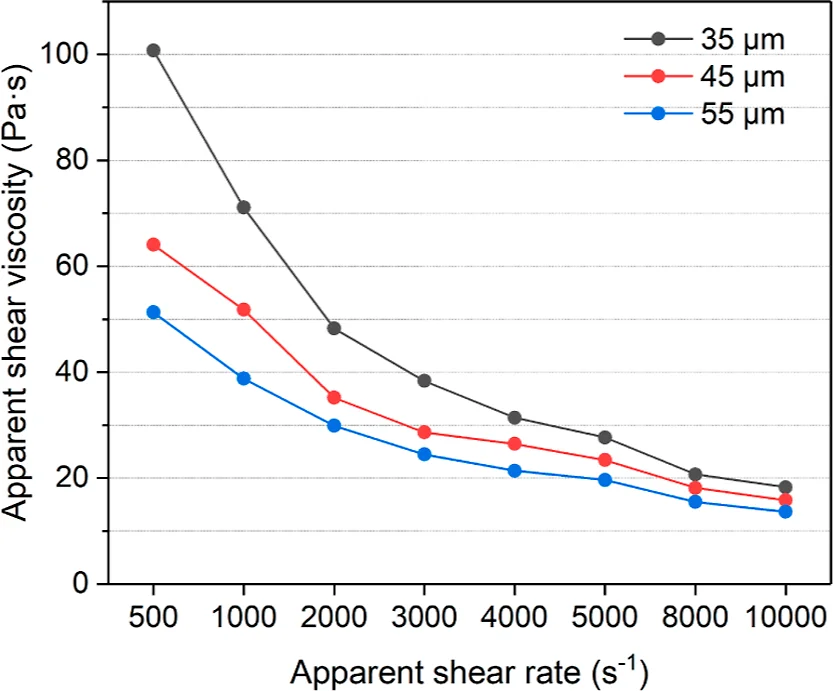 Apparent shear viscosity (Pa·s)
100
80
60
40
20
0
35 μm
45 μm
55 μm
500 1000 2000 3000 4000 5000 8000 10000
Apparent shear rate (s⁻¹)